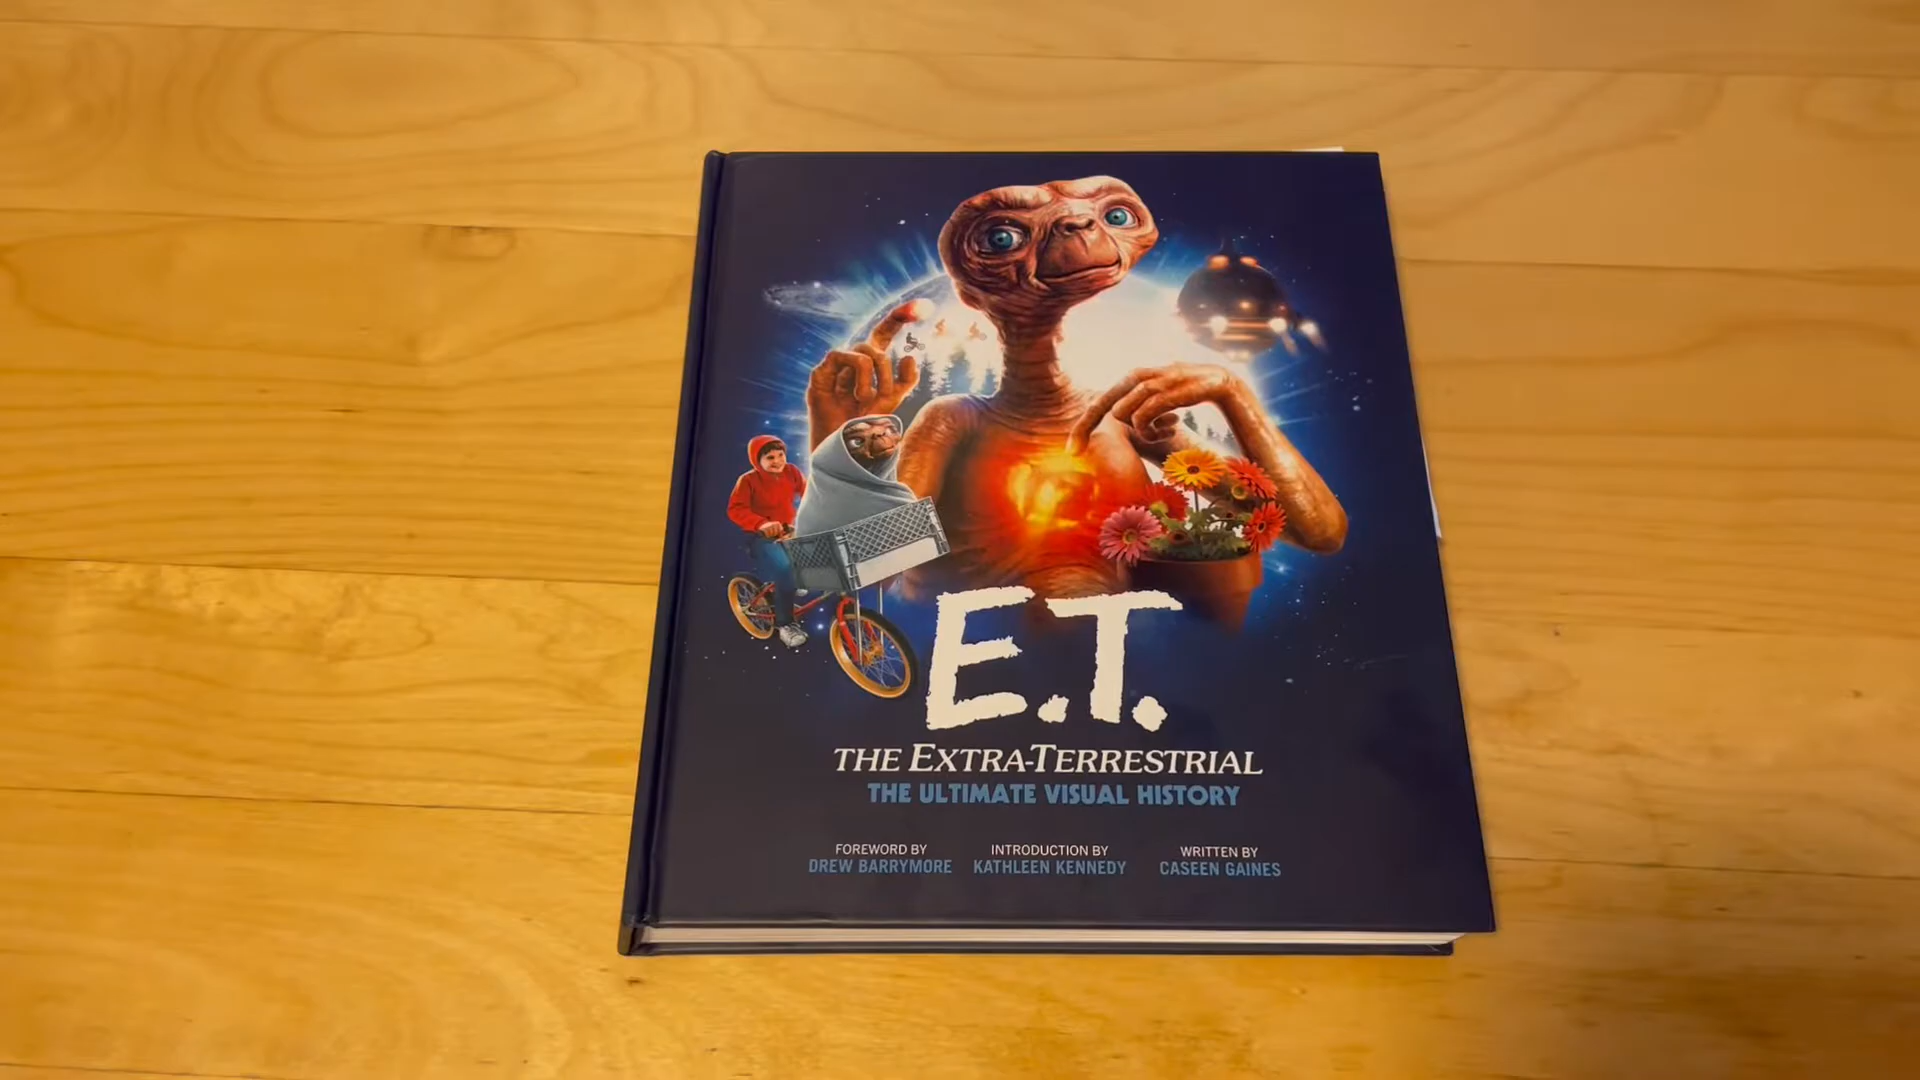 E.T.
THE EXTRA-TERRESTRIAL
THE ULTIMATE VISUAL HISTORY
FOREWORD BY
DREW BARRYMORE
INTRODUCTION BY
KATHLEEN KENNEDY
WRITTEN BY
CASEEN GAINES